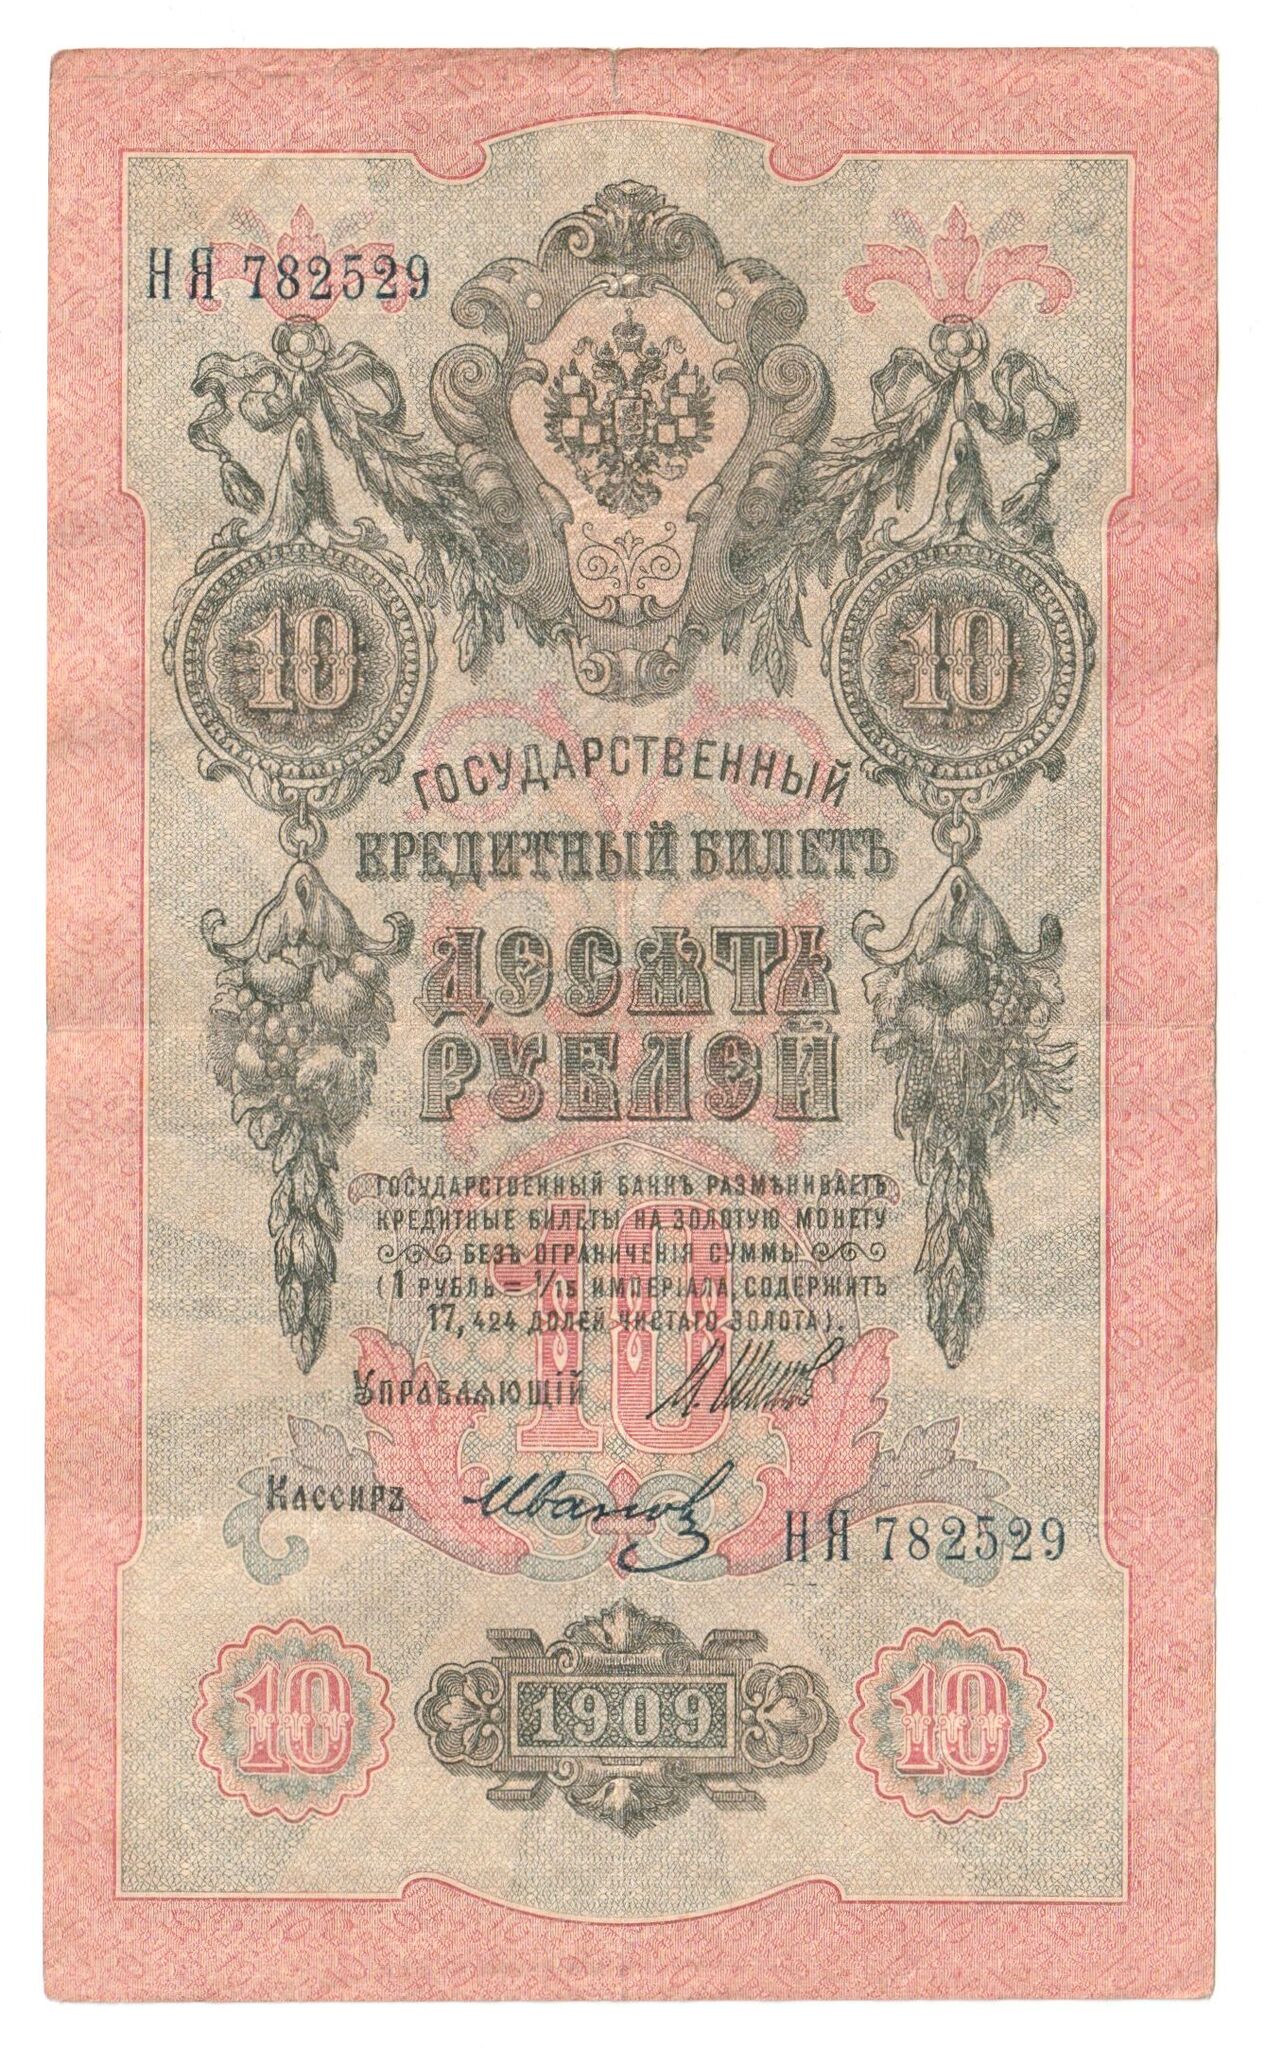 НЯ 782529
10 10
ГОСУДАРСТВЕННЫЙ
КРЕДИТНЫЙ БИЛЕТЪ
ДЕСЯТЬ
РУБЛЕЙ
ГОСУДАРСТВЕННЫЙ БАНКЪ РАЗМѢНИВАЕТЪ
КРЕДИТНЫЕ БИЛЕТЫ НА ЗОЛОТУЮ МОНЕТУ
БЕЗЪ ОГРАНИЧЕНІЯ СУММЫ
(1 РУБЛЬ = 1/15 ИМПЕРІАЛА, СОДЕРЖИТЪ
17,424 ДОЛЕЙ ЧИСТАГО ЗОЛОТА).
10
УПРАВЛЯЮЩІЙ И. Шипов
Кассиръ Иванов
НЯ 782529
10 1909 10